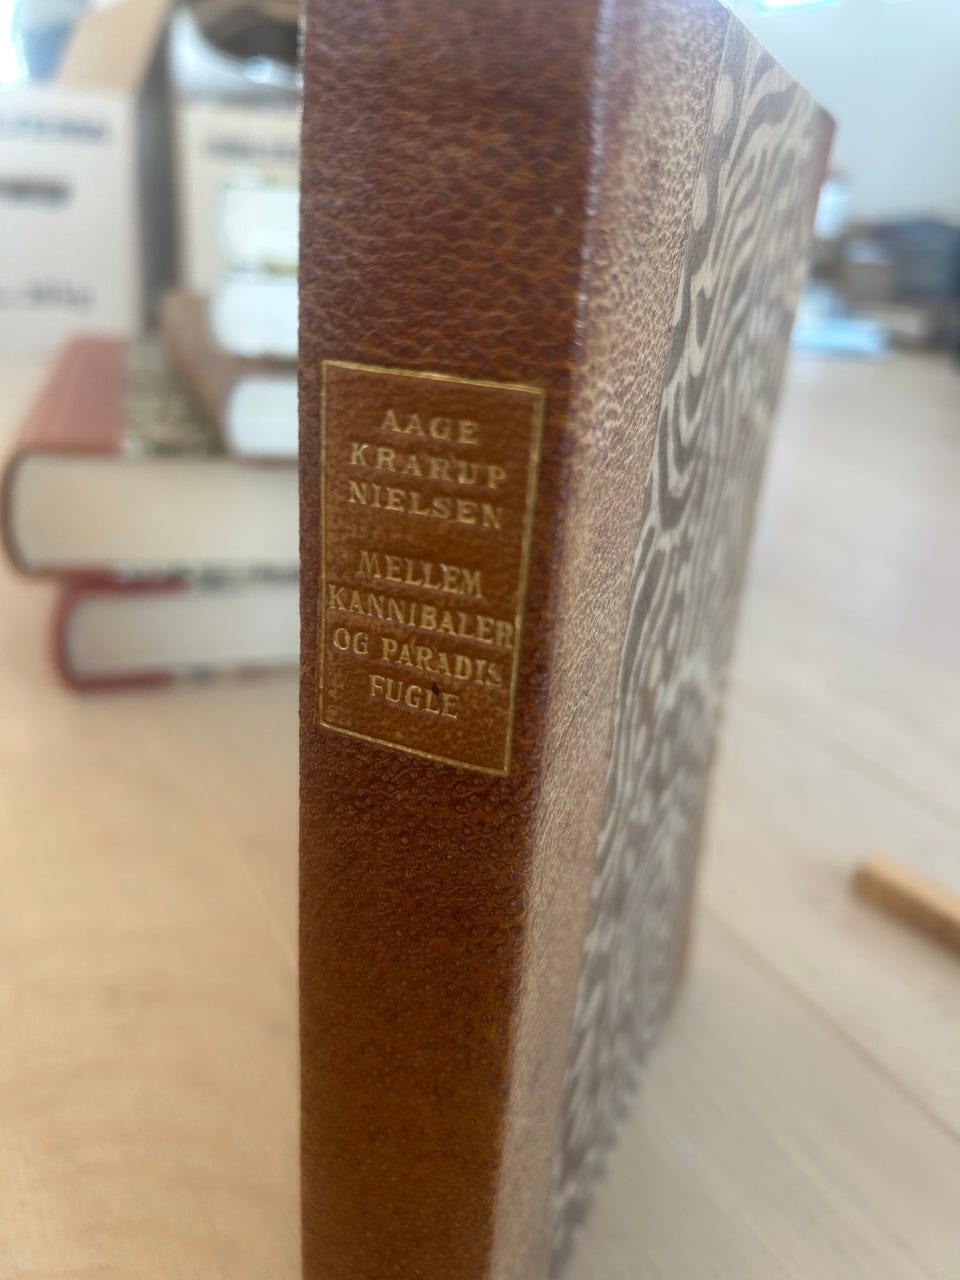 AAGE
KRARUP
NIELSEN
MELLEM
KANNIBALER
OG PARADIS
FUGLE